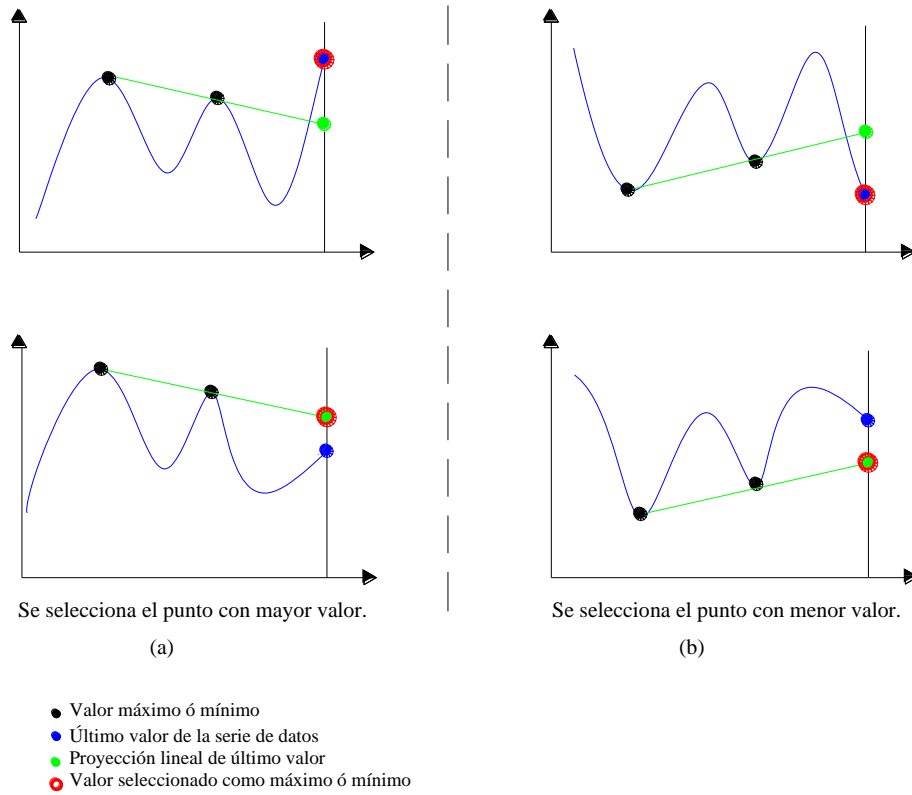 Se selecciona el punto con mayor valor.
(a)
Se selecciona el punto con menor valor.
(b)
Valor máximo ó mínimo
Último valor de la serie de datos
Proyección lineal de último valor
Valor seleccionado como máximo ó mínimo